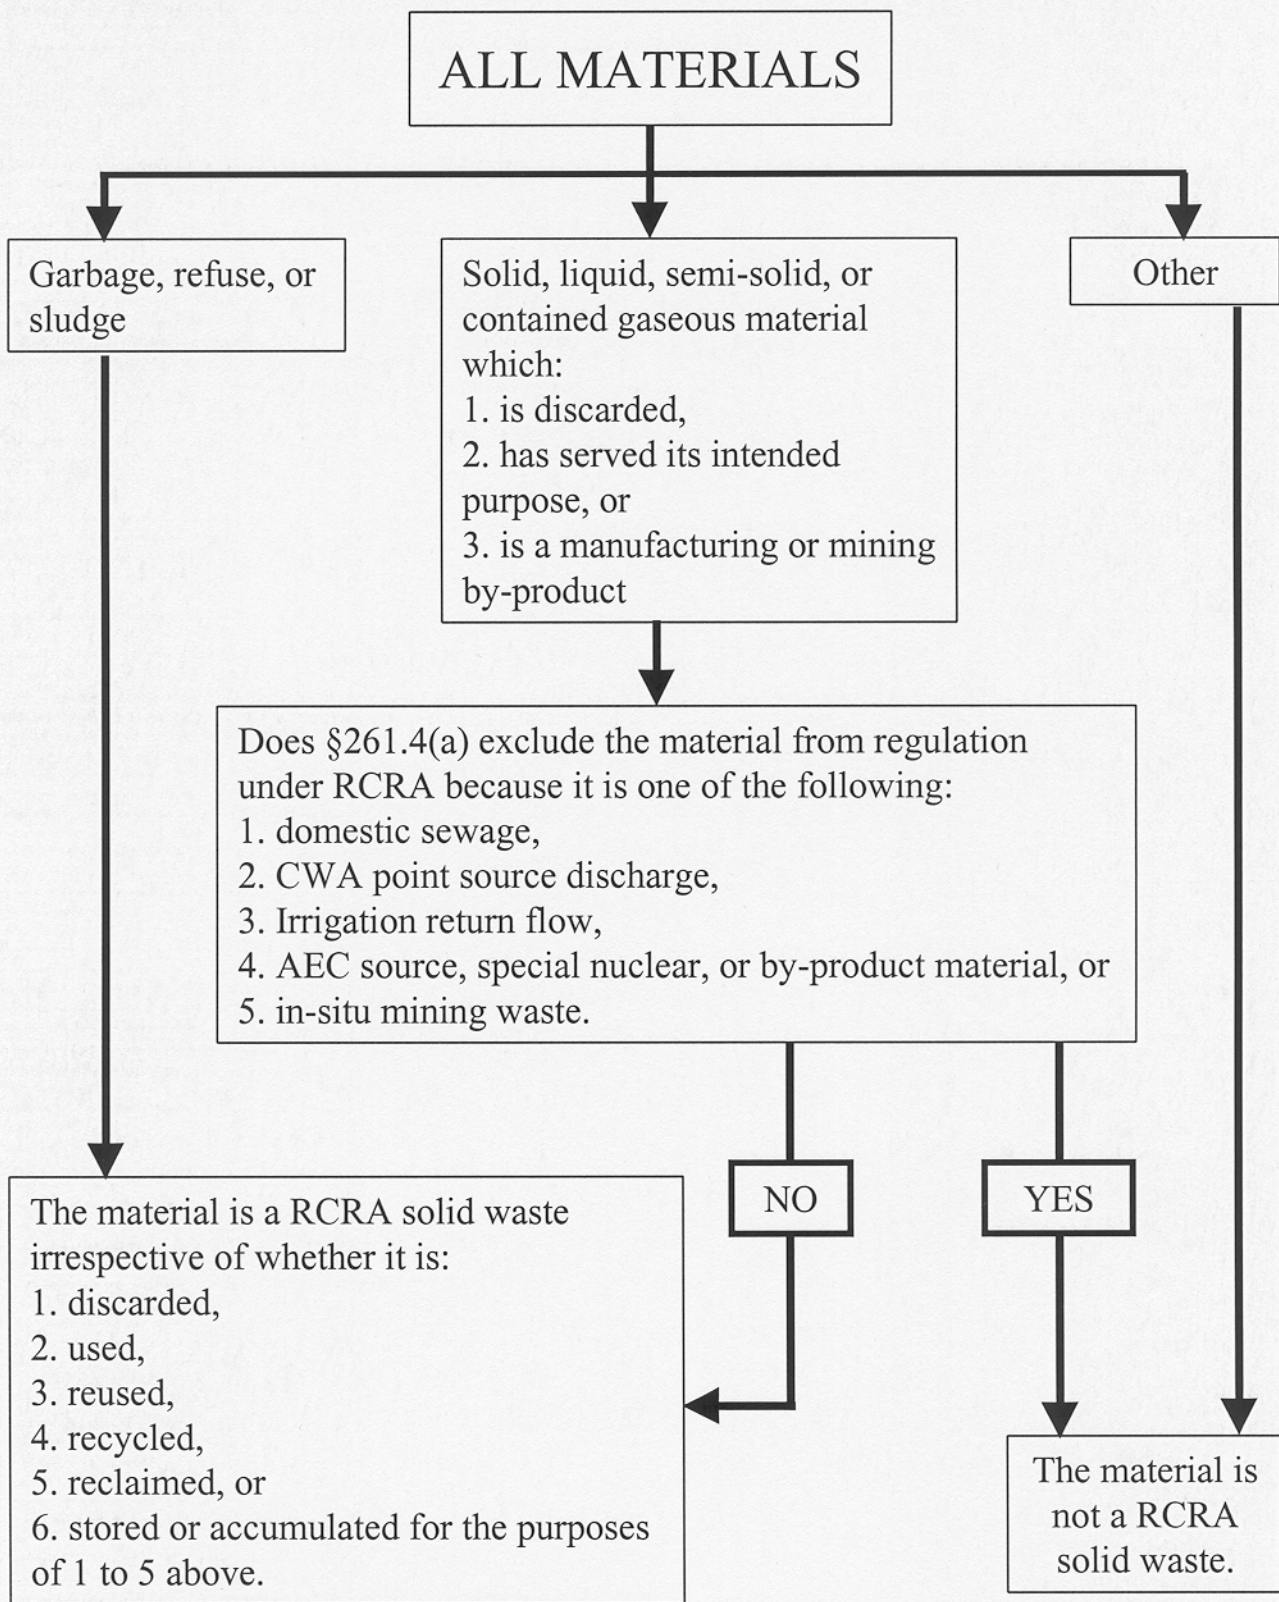 ALL MATERIALS
Garbage, refuse, or
sludge
Solid, liquid, semi-solid, or
contained gaseous material
which:
1. is discarded,
2. has served its intended
purpose, or
3. is a manufacturing or mining
by-product
Other
Does §261.4(a) exclude the material from regulation
under RCRA because it is one of the following:
1. domestic sewage,
2. CWA point source discharge,
3. Irrigation return flow,
4. AEC source, special nuclear, or by-product material, or
5. in-situ mining waste.
NO
YES
The material is a RCRA solid waste
irrespective of whether it is:
1. discarded,
2. used,
3. reused,
4. recycled,
5. reclaimed, or
6. stored or accumulated for the purposes
of 1 to 5 above.
The material is
not a RCRA
solid waste.